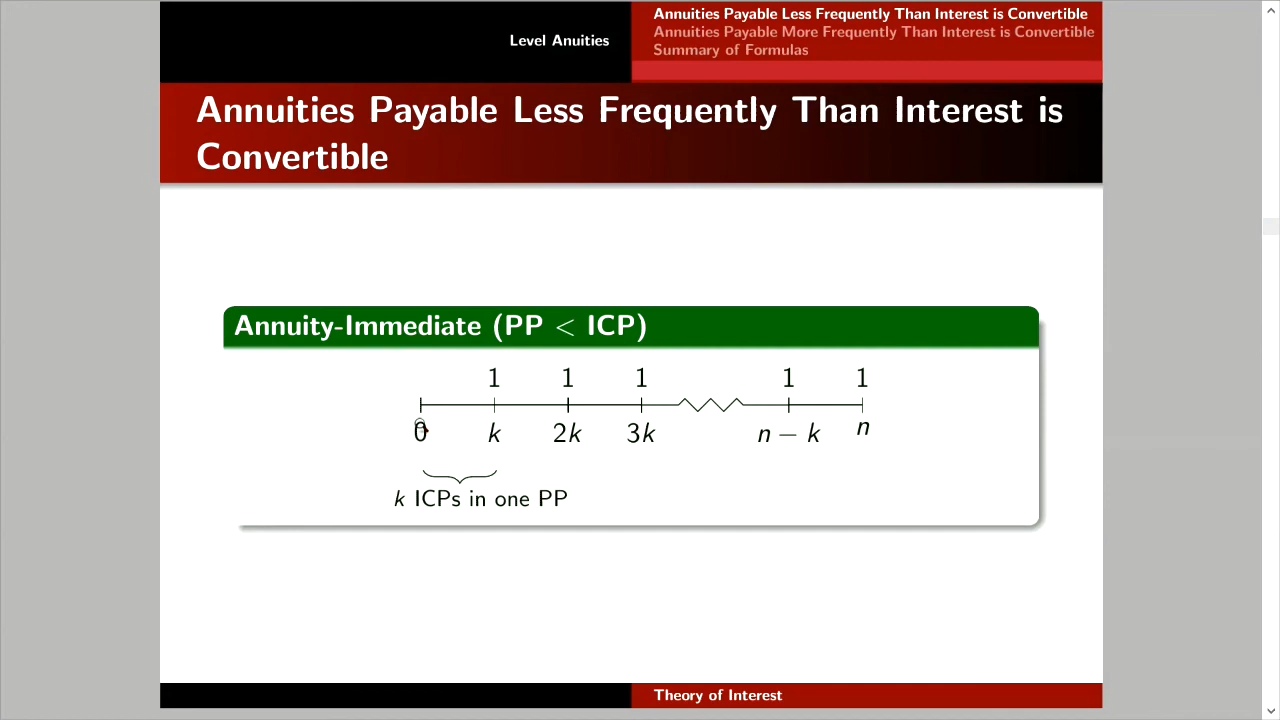 Level Anuities
Annuities Payable Less Frequently Than Interest is Convertible
Annuities Payable More Frequently Than Interest is Convertible
Summary of Formulas
Annuities Payable Less Frequently Than Interest is
Convertible
Annuity-Immediate (PP < ICP)
1 1 1 1 1
0 k 2k 3k n − k n
k ICPs in one PP
Theory of Interest